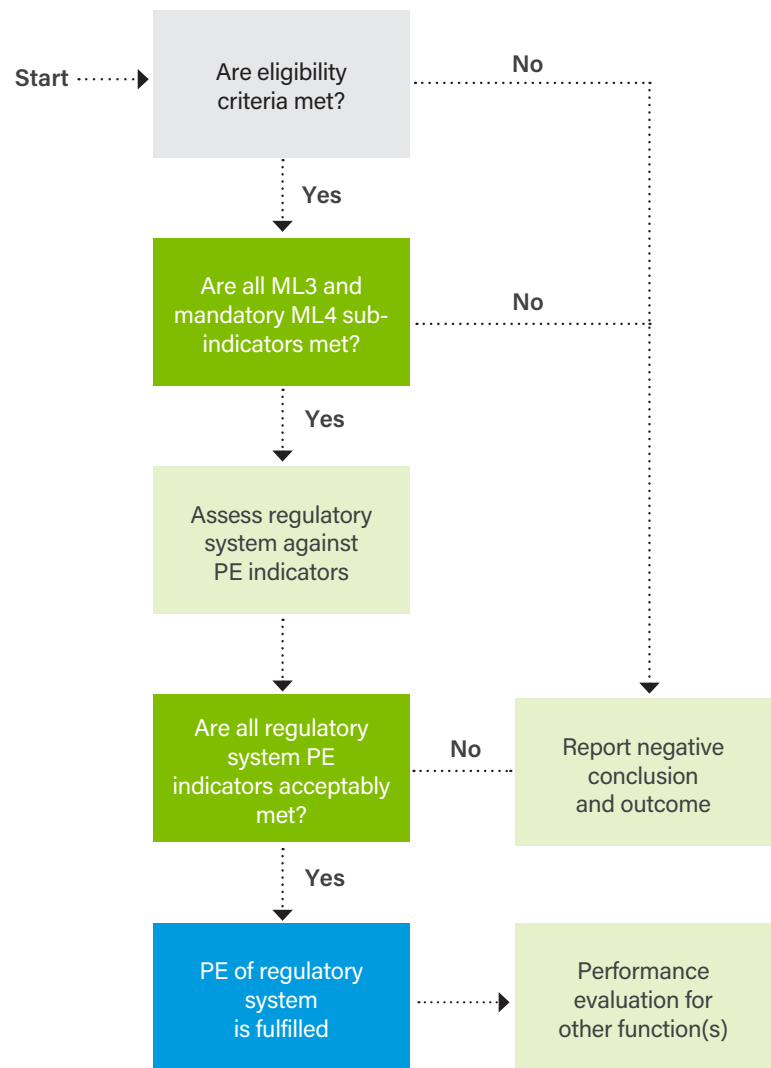 Start
Are eligibility
criteria met?
No
Yes
Are all ML3 and
mandatory ML4 sub-
indicators met?
No
Yes
Assess regulatory
system against
PE indicators
Are all regulatory
system PE
indicators acceptably
met?
No
Report negative
conclusion
and outcome
Yes
PE of regulatory
system
is fulfilled
Performance
evaluation for
other function(s)